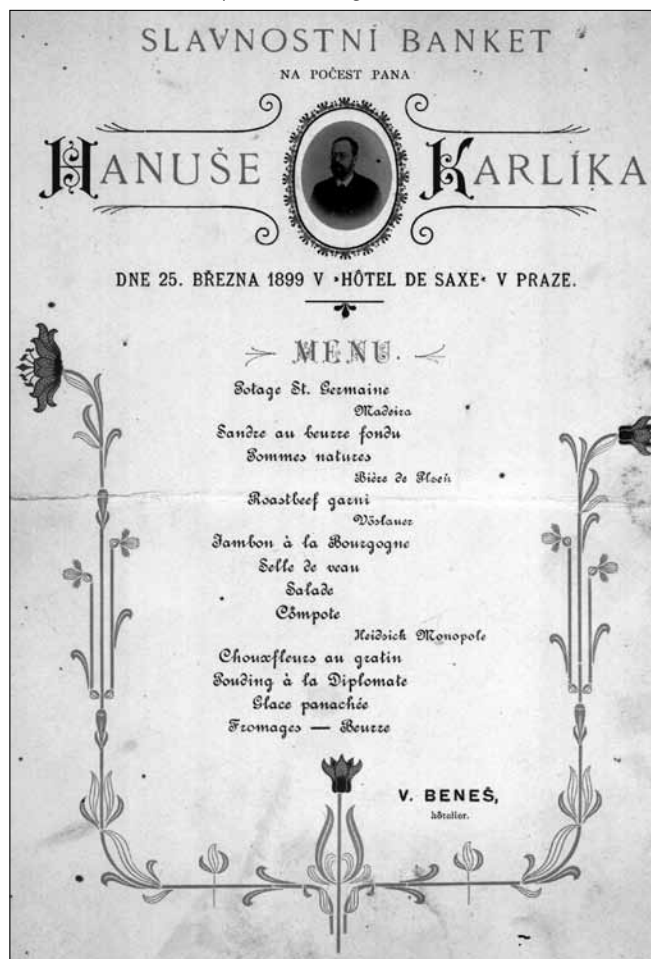 SLAVNOSTNÍ BANKET
NA POČEST PANA
HANUŠE KARLÍKA
DNE 25. BŘEZNA 1899 V »HÔTEL DE SAXE« V PRAZE.
MENU.
Potage St. Germaine
Madeira
Sandre au beurre fondu
Pommes natures
Bière de Plseň
Roastbeef garni
Vöslauer
Jambon à la Bourgogne
Selle de veau
Salade
Cômpote
Heidsick Monopole
Chouxfleurs au gratin
Pouding à la Diplomate
Glace panachée
Fromages — Beurre
V. BENEŠ,
hôtelier.